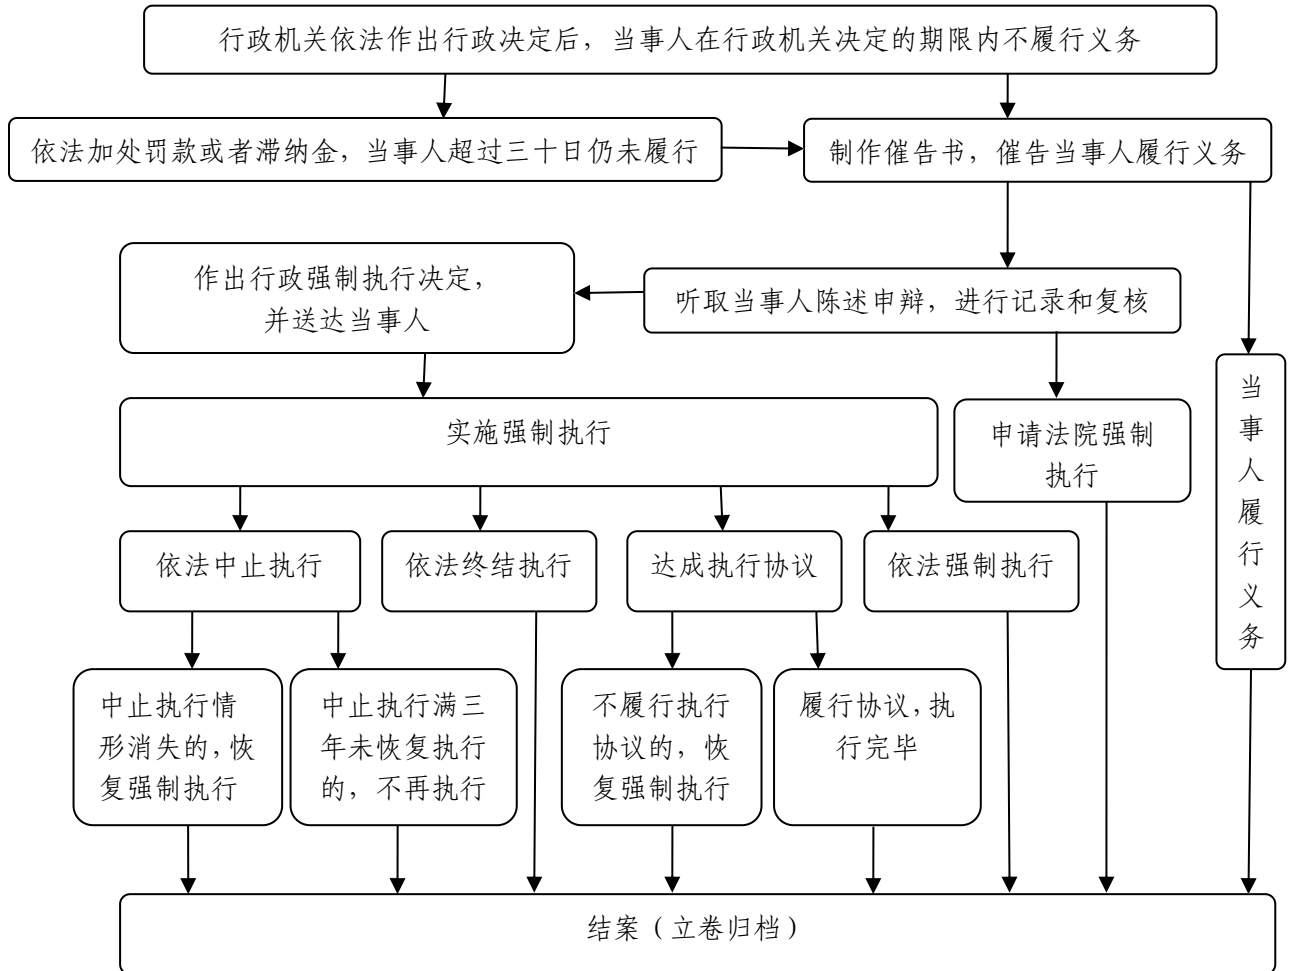 行政机关依法作出行政决定后，当事人在行政机关决定的期限内不履行义务
依法加处罚款或者滞纳金，当事人超过三十日仍未履行
制作催告书，催告当事人履行义务
作出行政强制执行决定，
并送达当事人
听取当事人陈述申辩，进行记录和复核
实施强制执行
申请法院强制
执行
当
事
人
履
行
义
务
依法中止执行
依法终结执行
达成执行协议
依法强制执行
中止执行情
形消失的，恢
复强制执行
中止执行满三
年未恢复执行
的，不再执行
不履行执行
协议的，恢
复强制执行
履行协议，执
行完毕
结案（立卷归档）